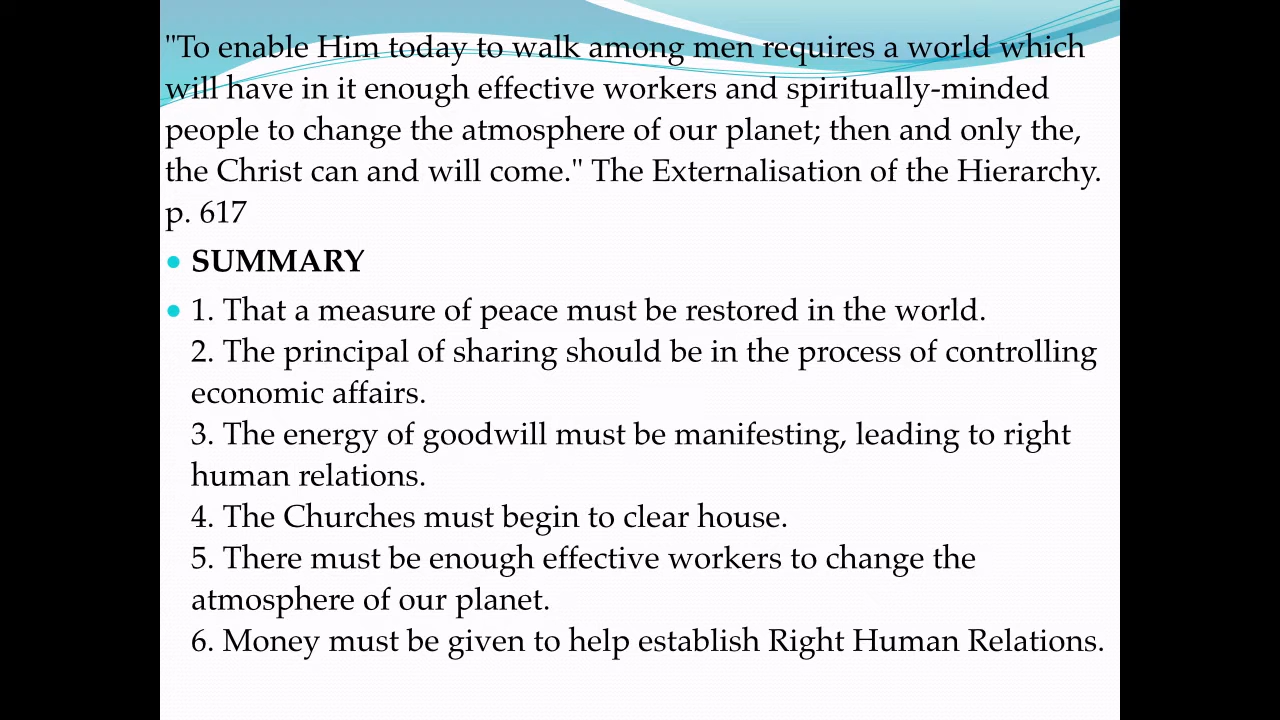 "To enable Him today to walk among men requires a world which
will have in it enough effective workers and spiritually-minded
people to change the atmosphere of our planet; then and only the,
the Christ can and will come." The Externalisation of the Hierarchy.
p. 617
• SUMMARY
• 1. That a measure of peace must be restored in the world.
2. The principal of sharing should be in the process of controlling
economic affairs.
3. The energy of goodwill must be manifesting, leading to right
human relations.
4. The Churches must begin to clear house.
5. There must be enough effective workers to change the
atmosphere of our planet.
6. Money must be given to help establish Right Human Relations.